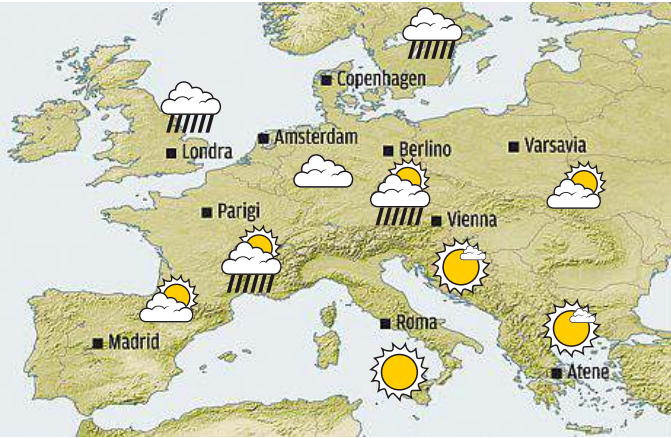 Copenhagen
Amsterdam
Londra
Berlino
Varsavia
Parigi
Vienna
Roma
Madrid
Atene